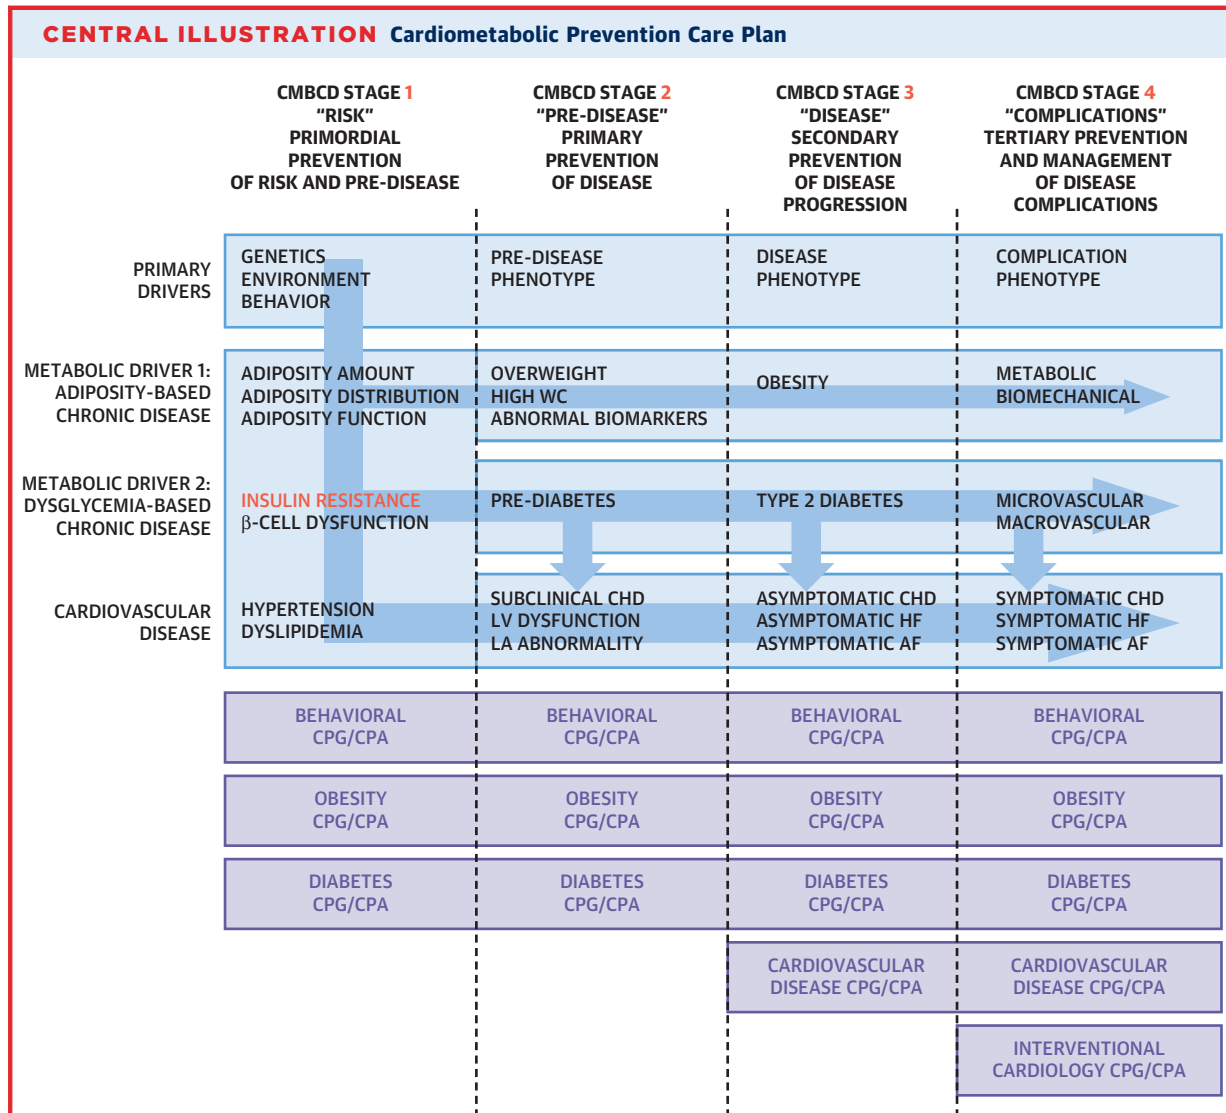 CENTRAL ILLUSTRATION Cardiometabolic Prevention Care Plan
CMBCD STAGE 1
"RISK"
PRIMORDIAL
PREVENTION
OF RISK AND PRE-DISEASE
CMBCD STAGE 2
"PRE-DISEASE"
PRIMARY
PREVENTION
OF DISEASE
CMBCD STAGE 3
"DISEASE"
SECONDARY
PREVENTION
OF DISEASE
PROGRESSION
CMBCD STAGE 4
"COMPLICATIONS"
TERTIARY PREVENTION
AND MANAGEMENT
OF DISEASE
COMPLICATIONS
PRIMARY
DRIVERS
GENETICS
ENVIRONMENT
BEHAVIOR
PRE-DISEASE
PHENOTYPE
DISEASE
PHENOTYPE
COMPLICATION
PHENOTYPE
METABOLIC DRIVER 1:
ADIPOSITY-BASED
CHRONIC DISEASE
ADIPOSITY AMOUNT
ADIPOSITY DISTRIBUTION
ADIPOSITY FUNCTION
OVERWEIGHT
HIGH WC
ABNORMAL BIOMARKERS
OBESITY
METABOLIC
BIOMECHANICAL
METABOLIC DRIVER 2:
DYSGLYCEMIA-BASED
CHRONIC DISEASE
INSULIN RESISTANCE
β-CELL DYSFUNCTION
PRE-DIABETES
TYPE 2 DIABETES
MICROVASCULAR
MACROVASCULAR
CARDIOVASCULAR
DISEASE
HYPERTENSION
DYSLIPIDEMIA
SUBCLINICAL CHD
LV DYSFUNCTION
LA ABNORMALITY
ASYMPTOMATIC CHD
ASYMPTOMATIC HF
ASYMPTOMATIC AF
SYMPTOMATIC CHD
SYMPTOMATIC HF
SYMPTOMATIC AF
BEHAVIORAL
CPG/CPA
BEHAVIORAL
CPG/CPA
BEHAVIORAL
CPG/CPA
BEHAVIORAL
CPG/CPA
OBESITY
CPG/CPA
OBESITY
CPG/CPA
OBESITY
CPG/CPA
OBESITY
CPG/CPA
DIABETES
CPG/CPA
DIABETES
CPG/CPA
DIABETES
CPG/CPA
DIABETES
CPG/CPA
CARDIOVASCULAR
DISEASE CPG/CPA
CARDIOVASCULAR
DISEASE CPG/CPA
INTERVENTIONAL
CARDIOLOGY CPG/CPA